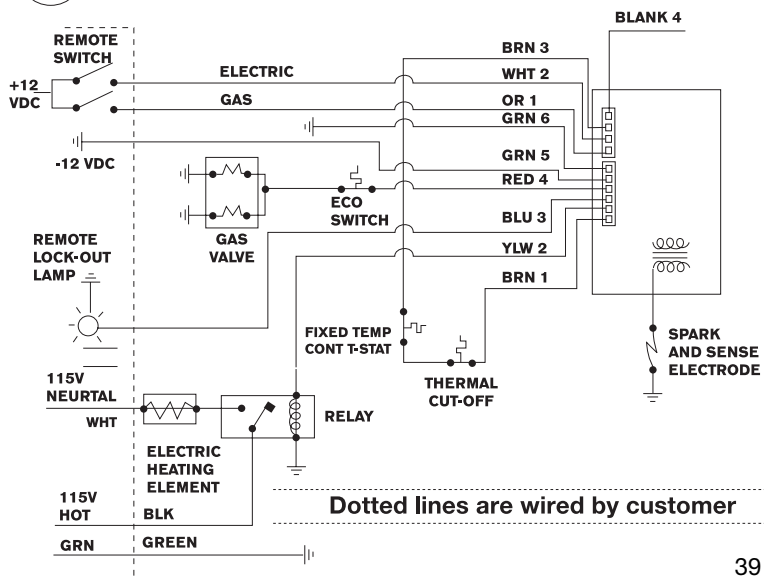 BLANK 4
REMOTE
SWITCH
BRN 3
ELECTRIC
WHT 2
+12
VDC
GAS
OR 1
GRN 6
-12 VDC
GRN 5
RED 4
ECO
SWITCH
BLU 3
GAS
VALVE
REMOTE
LOCK-OUT
LAMP
YLW 2
BRN 1
FIXED TEMP
CONT T-STAT
SPARK
AND SENSE
ELECTRODE
THERMAL
CUT-OFF
115V
NEURTAL
WHT
RELAY
ELECTRIC
HEATING
ELEMENT
115V
HOT
BLK
Dotted lines are wired by customer
GRN
GREEN
39